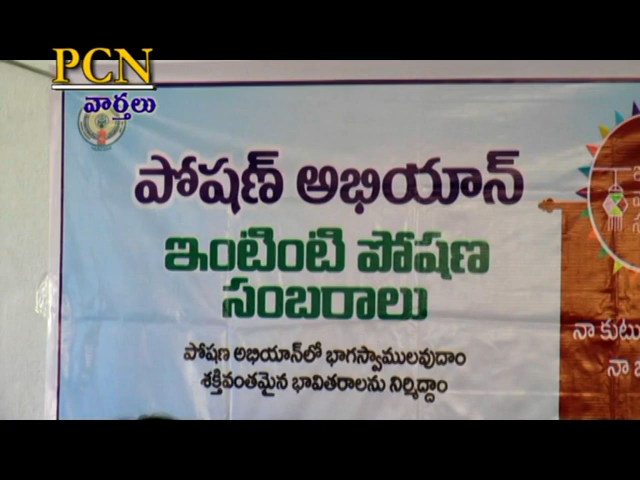 PCN
వార్తలు
పోషణ్ అభియాన్
ఇంటింటి పోషణ
సంబరాలు
పోషణ అభియాన్‌లో భాగస్వాములవుదాం
శక్తివంతమైన భావితరాలను నిర్మిద్దాం
నా కుటు
నా